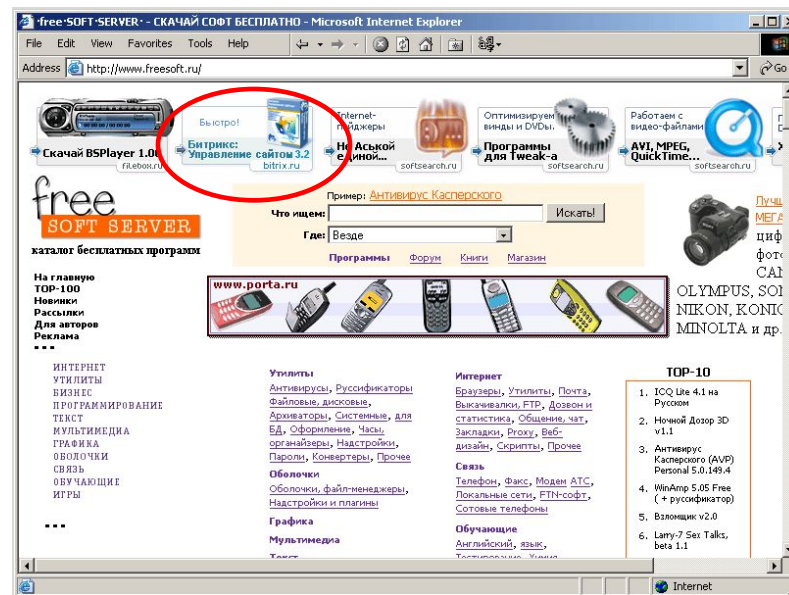 ·free·SOFT·SERVER· - СКАЧАЙ СОФТ БЕСПЛАТНО - Microsoft Internet Explorer
File Edit View Favorites Tools Help
Address http://www.freesoft.ru/ Go
Скачай BSPlayer 1.00
filebox.ru
Быстро!
Битрикс:
Управление сайтом 3.2
bitrix.ru
Internet-
пейджеры
Не Аськой
единой...
softsearch.ru
Оптимизируем
винды и DVDы.
Программы
для Tweak-а
softsearch.ru
Работаем с
видео-файлами
AVI, MPEG,
QuickTime...
softsearch.ru
free
SOFT SERVER
каталог бесплатных программ
Пример: Антивирус Касперского
Что ищем: Искать!
Где: Везде
Программы Форум Книги Магазин
На главную
TOP-100
Новинки
Рассылки
Для авторов
Реклама
www.porta.ru
OLYMPUS,
NIKON,
MINOLTA и др.
ИНТЕРНЕТ
УТИЛИТЫ
БИЗНЕС
ПРОГРАММИРОВАНИЕ
ТЕКСТ
МУЛЬТИМЕДИА
ГРАФИКА
ОБОЛОЧКИ
СВЯЗЬ
ОБУЧАЮЩИЕ
ИГРЫ
Утилиты
Антивирусы, Руссификаторы
Файловые, дисковые,
Архиваторы, Системные, для
БД, Оформление, Часы,
органайзеры, Надстройки,
Пароли, Конвертеры, Прочее
Оболочки
Оболочки, файл-менеджеры,
Надстройки и плагины
Графика
Мультимедиа
Текст
Интернет
Браузеры, Утилиты, Почта,
Выкачивалки, FTP, Дозвон и
статистика, Общение, чат,
Закладки, Proxy, Веб-
дизайн, Скрипты, Прочее
Связь
Телефон, Факс, Модем АТС,
Локальные сети, FTN-софт,
Сотовые телефоны
Обучающие
Английский, язык,
Тестирование, Химия
TOP-10
1. ICQ Lite 4.1 на
Русском
2. Ночной Дозор 3D
v1.1
3. Антивирус
Касперского (AVP)
Personal 5.0.149.4
4. WinAmp 5.05 Free
( + руссификатор)
5. Взломщик v2.0
6. Larry-7 Sex Talks,
beta 1.1
Internet